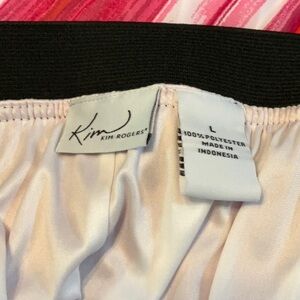 Kim
KIM ROGERS®
L
100% POLYESTER
MADE IN
INDONESIA